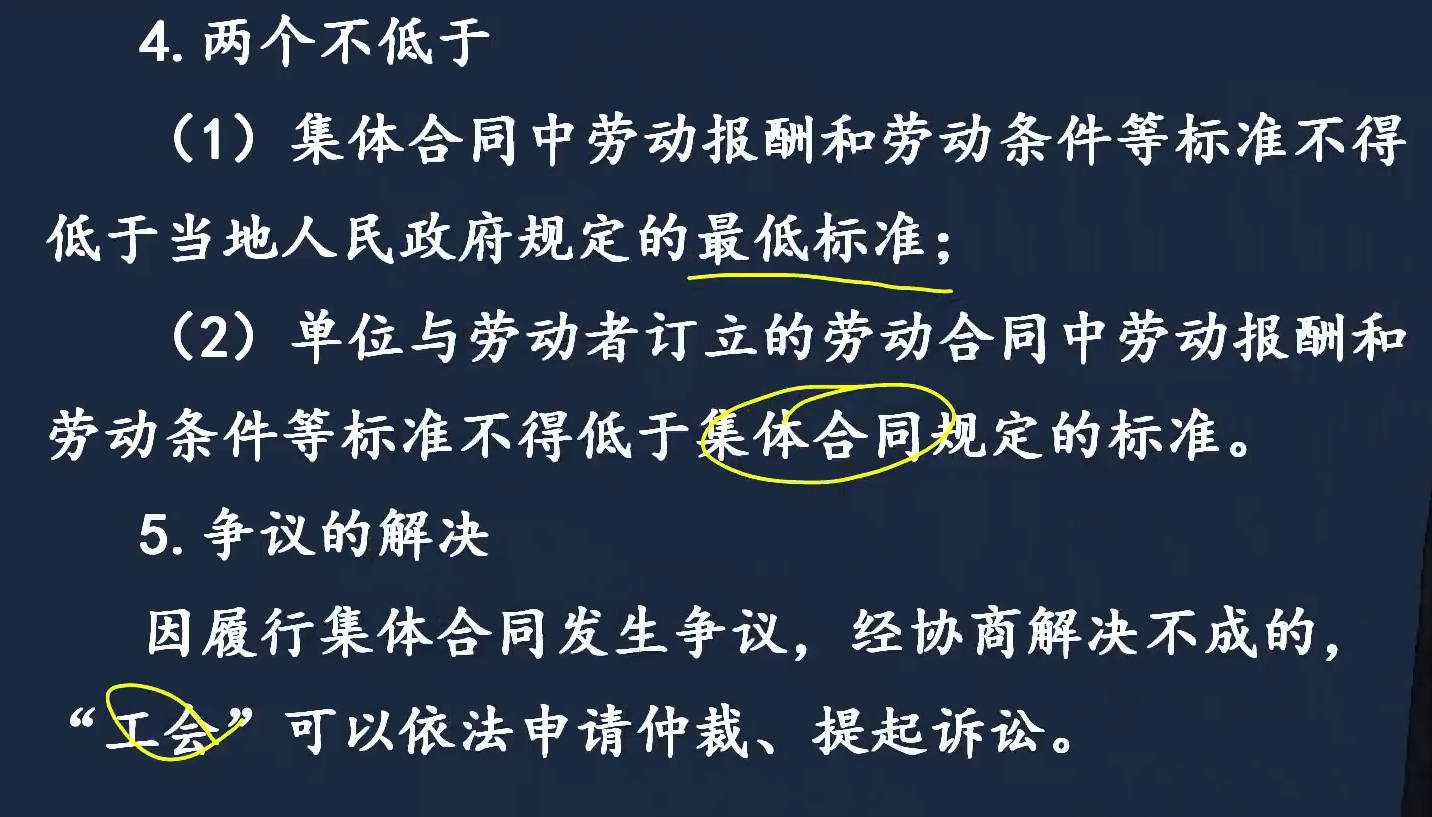 4.两个不低于
（1）集体合同中劳动报酬和劳动条件等标准不得
低于当地人民政府规定的最低标准；
（2）单位与劳动者订立的劳动合同中劳动报酬和
劳动条件等标准不得低于集体合同规定的标准。
5.争议的解决
因履行集体合同发生争议，经协商解决不成的，
“工会”可以依法申请仲裁、提起诉讼。